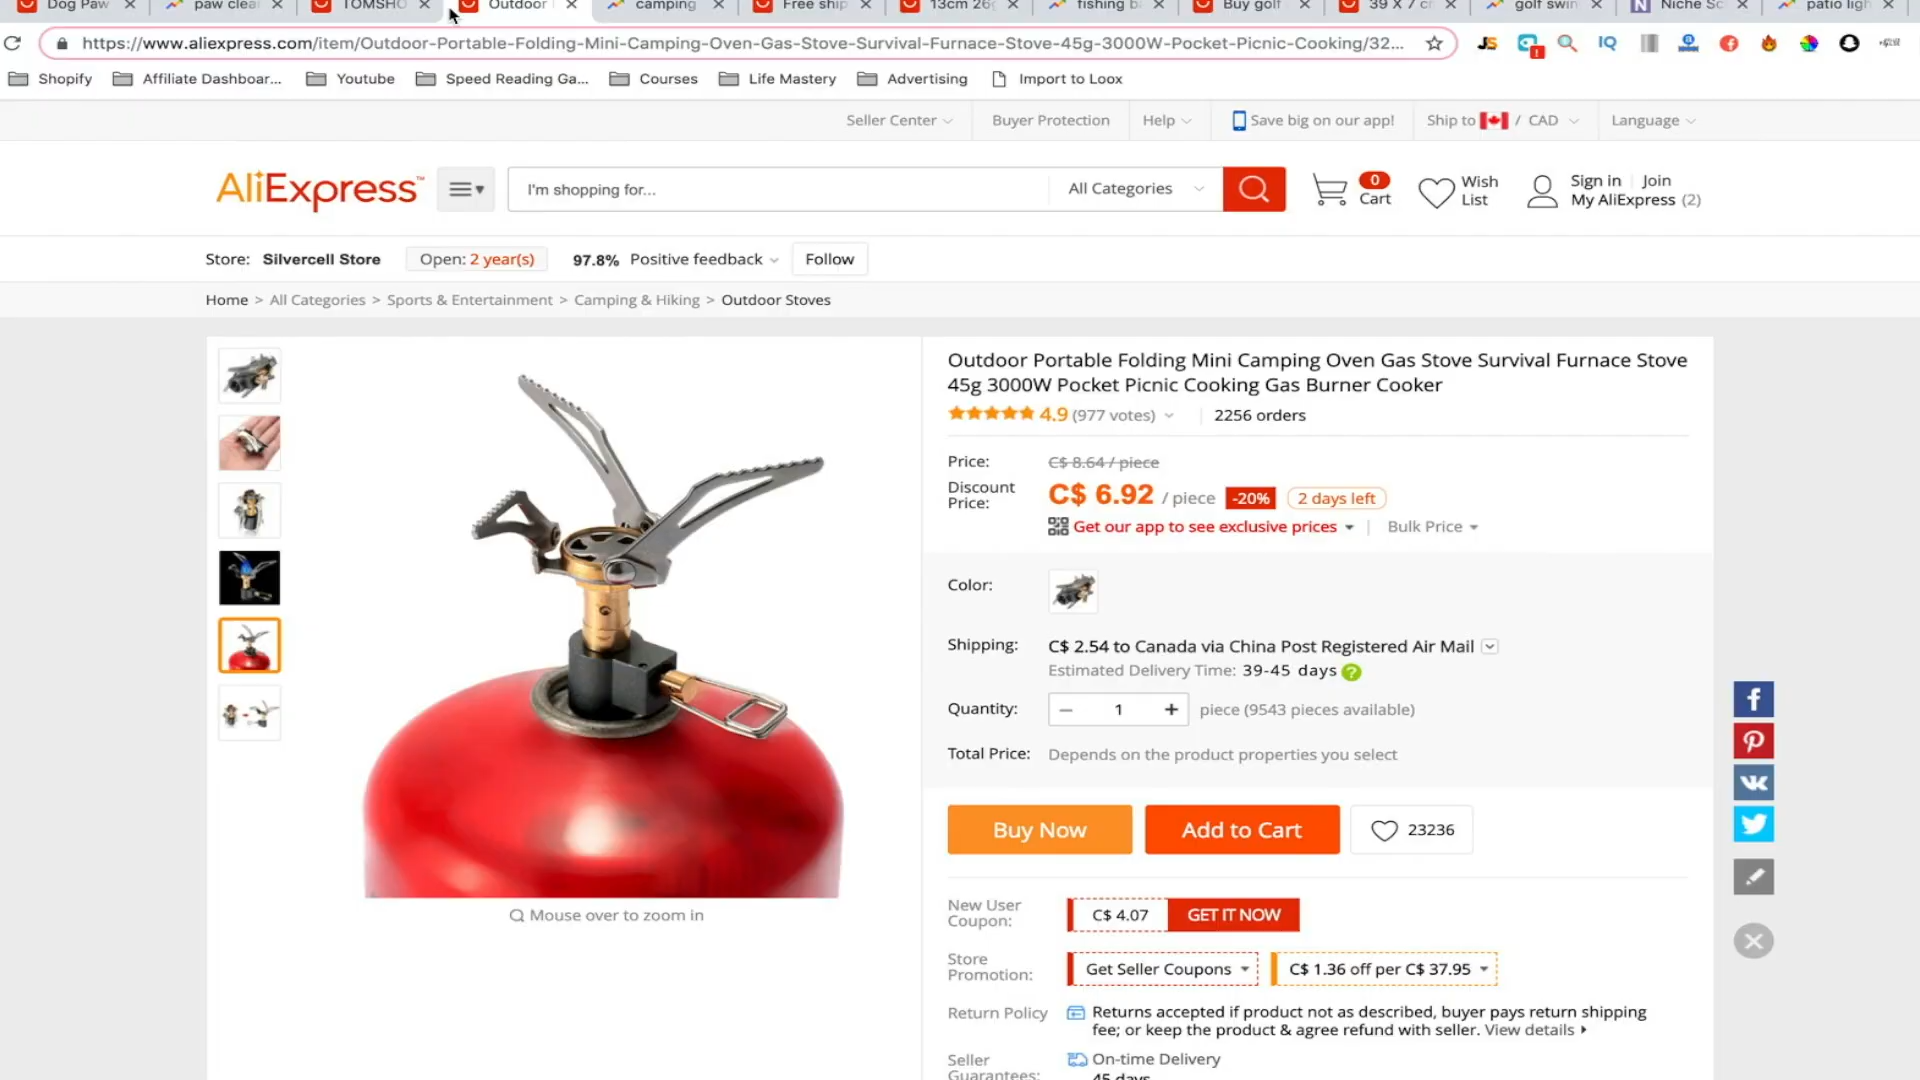 Dog Paw
paw clea
TOMSHO
Outdoor
camping
Free ship
13cm 26
fishing b
Buy golf
39 X 7 c
golf swin
Niche Sc
patio ligh
https://www.aliexpress.com/item/Outdoor-Portable-Folding-Mini-Camping-Oven-Gas-Stove-Survival-Furnace-Stove-45g-3000W-Pocket-Picnic-Cooking/32...
Shopify
Affiliate Dashboar...
Youtube
Speed Reading Ga...
Courses
Life Mastery
Advertising
Import to Loox
Seller Center
Buyer Protection
Help
Save big on our app!
Ship to / CAD
Language
AliExpress™
I'm shopping for...
All Categories
0
Cart
Wish
List
Sign in | Join
My AliExpress (2)
Store: Silvercell Store
Open: 2 year(s)
97.8% Positive feedback
Follow
Home > All Categories > Sports & Entertainment > Camping & Hiking > Outdoor Stoves
Outdoor Portable Folding Mini Camping Oven Gas Stove Survival Furnace Stove
45g 3000W Pocket Picnic Cooking Gas Burner Cooker
4.9 (977 votes)
2256 orders
Price: C$ 8.64 / piece
Discount
Price:
C$ 6.92 / piece
-20%
2 days left
Get our app to see exclusive prices
Bulk Price
Color:
Shipping: C$ 2.54 to Canada via China Post Registered Air Mail
Estimated Delivery Time: 39-45 days
Quantity: − 1 + piece (9543 pieces available)
Total Price: Depends on the product properties you select
Buy Now
Add to Cart
23236
Mouse over to zoom in
New User
Coupon:
C$ 4.07
GET IT NOW
Store
Promotion:
Get Seller Coupons
C$ 1.36 off per C$ 37.95
Return Policy
Returns accepted if product not as described, buyer pays return shipping
fee; or keep the product & agree refund with seller. View details
Seller
Guarantees:
On-time Delivery
45 days